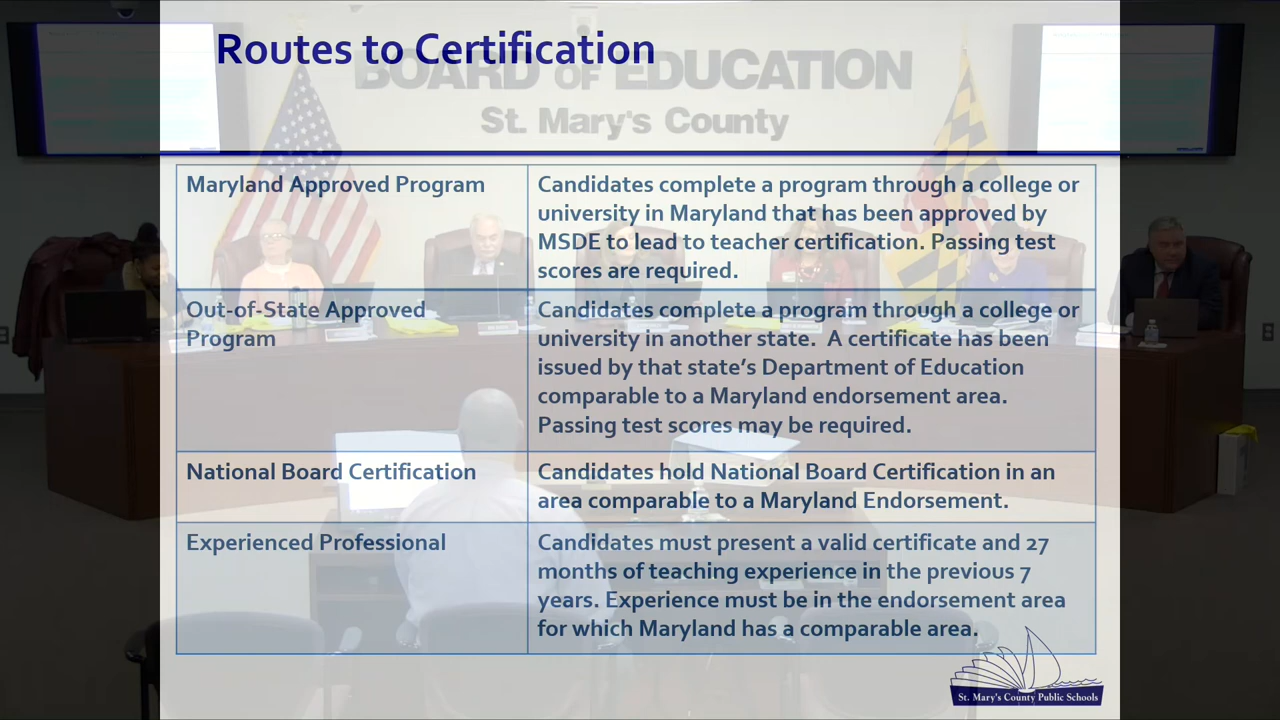 Routes to Certification
BOARD OF EDUCATION
St. Mary's County
Maryland Approved Program
Candidates complete a program through a college or
university in Maryland that has been approved by
MSDE to lead to teacher certification. Passing test
scores are required.
Out-of-State Approved
Program
Candidates complete a program through a college or
university in another state.  A certificate has been
issued by that state’s Department of Education
comparable to a Maryland endorsement area.
Passing test scores may be required.
National Board Certification
Candidates hold National Board Certification in an
area comparable to a Maryland Endorsement.
Experienced Professional
Candidates must present a valid certificate and 27
months of teaching experience in the previous 7
years. Experience must be in the endorsement area
for which Maryland has a comparable area.
St. Mary's County Public Schools